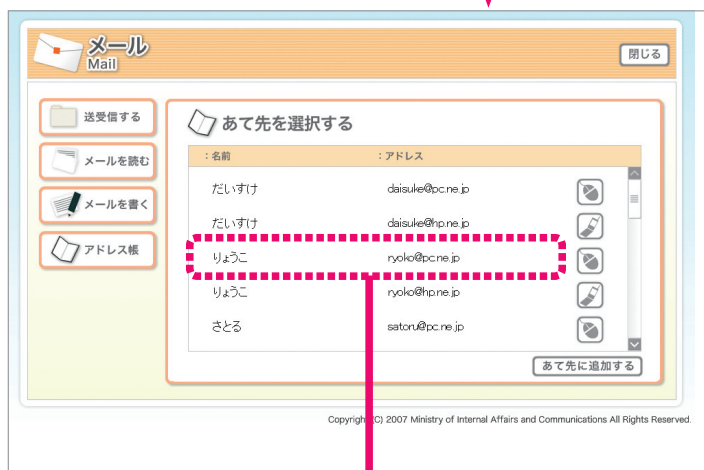 メール
Mail
閉じる
送受信する
メールを読む
メールを書く
アドレス帳
あて先を選択する
:名前 :アドレス
だいすけ daisuke@pc.ne.jp
だいすけ daisuke@hp.ne.jp
りょうこ ryoko@pc.ne.jp
りょうこ ryoko@hp.ne.jp
さとる satoru@pc.ne.jp
あて先に追加する
Copyright (C) 2007 Ministry of Internal Affairs and Communications All Rights Reserved.